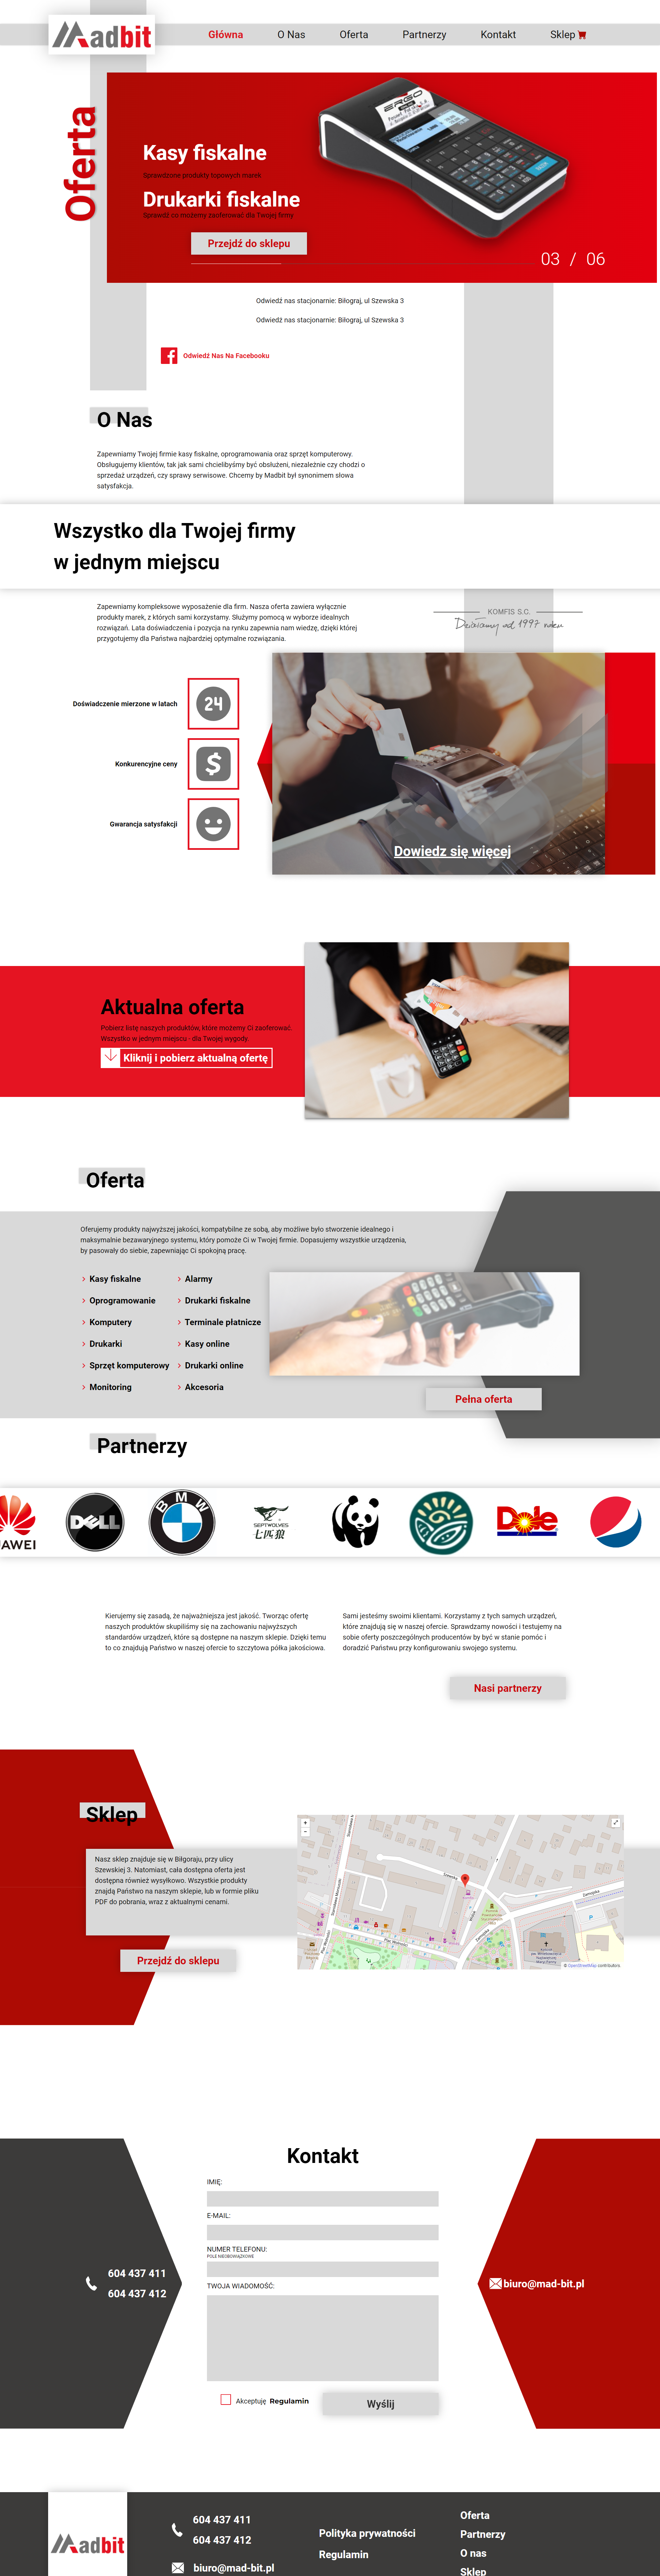 Madbit
Główna
O Nas
Oferta
Partnerzy
Kontakt
Sklep
Oferta
Kasy fiskalne
Sprawdzone produkty topowych marek
Drukarki fiskalne
Sprawdź co możemy zaoferować dla Twojej firmy
Przejdź do sklepu
ERGO
03 / 06
Odwiedź nas stacjonarnie: Biłograj, ul Szewska 3
Odwiedź nas stacjonarnie: Biłograj, ul Szewska 3
Odwiedź Nas Na Facebooku
O Nas
Zapewniamy Twojej firmie kasy fiskalne, oprogramowania oraz sprzęt komputerowy.
Obsługujemy klientów, tak jak sami chcielibyśmy być obsłużeni, niezależnie czy chodzi o
sprzedaż urządzeń, czy sprawy serwisowe. Chcemy by Madbit był synonimem słowa
satysfakcja.
Wszystko dla Twojej firmy
w jednym miejscu
Zapewniamy kompleksowe wyposażenie dla firm. Nasza oferta zawiera wyłącznie
produkty marek, z których sami korzystamy. Służymy pomocą w wyborze idealnych
rozwiązań. Lata doświadczenia i pozycja na rynku zapewnia nam wiedzę, dzięki której
przygotujemy dla Państwa najbardziej optymalne rozwiązania.
KOMFIS S.C.
Działamy od 1997 roku
Doświadczenie mierzone w latach
24
Konkurencyjne ceny
$
Gwarancja satysfakcji
Dowiedz się więcej
Aktualna oferta
Pobierz listę naszych produktów, które możemy Ci zaoferować.
Wszystko w jednym miejscu - dla Twojej wygody.
Kliknij i pobierz aktualną ofertę
Oferta
Oferujemy produkty najwyższej jakości, kompatybilne ze sobą, aby możliwe było stworzenie idealnego i
maksymalnie bezawaryjnego systemu, który pomoże Ci w Twojej firmie. Dopasujemy wszystkie urządzenia,
by pasowały do siebie, zapewniając Ci spokojną pracę.
Kasy fiskalne
Oprogramowanie
Komputery
Drukarki
Sprzęt komputerowy
Monitoring
Alarmy
Drukarki fiskalne
Terminale płatnicze
Kasy online
Drukarki online
Akcesoria
Pełna oferta
Partnerzy
AWEI
DELL
BMW
SEPTWOLVES
七匹狼
Dole
Kierujemy się zasadą, że najważniejsza jest jakość. Tworząc ofertę
naszych produktów skupiliśmy się na zachowaniu najwyższych
standardów urządzeń, które są dostępne na naszym sklepie. Dzięki temu
to co znajdują Państwo w naszej ofercie to szczytowa półka jakościowa.
Sami jesteśmy swoimi klientami. Korzystamy z tych samych urządzeń,
które znajdują się w naszej ofercie. Sprawdzamy nowości i testujemy na
sobie oferty poszczególnych producentów by być w stanie pomóc i
doradzić Państwu przy konfigurowaniu swojego systemu.
Nasi partnerzy
Sklep
Nasz sklep znajduje się w Biłgoraju, przy ulicy
Szewskiej 3. Natomiast, cała dostępna oferta jest
dostępna również wysyłkowo. Wszystkie produkty
znajdą Państwo na naszym sklepie, lub w formie pliku
PDF do pobrania, wraz z aktualnymi cenami.
Przejdź do sklepu
+
−
Szewska
Zamojska
P
© OpenStreetMap contributors
Kontakt
IMIĘ:
E-MAIL:
NUMER TELEFONU:
POLE NIEOBOWIĄZKOWE
TWOJA WIADOMOŚĆ:
604 437 411
604 437 412
biuro@mad-bit.pl
Akceptuję Regulamin
Wyślij
Madbit
604 437 411
604 437 412
biuro@mad-bit.pl
Polityka prywatności
Regulamin
Oferta
Partnerzy
O nas
Sklep